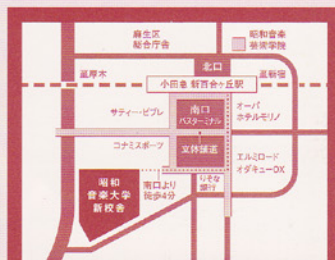 麻生区
総合庁舎
昭和音楽
芸術学院
北口
至厚木
小田急 新百合ヶ丘駅
至新宿
サティー・ビブレ
南口
バスターミナル
オーパ
ホテルモリノ
コナミスポーツ
立体舗道
エルミロード
オダキューOX
昭和
音楽大学
新校舎
南口より
徒歩4分
りそな
銀行